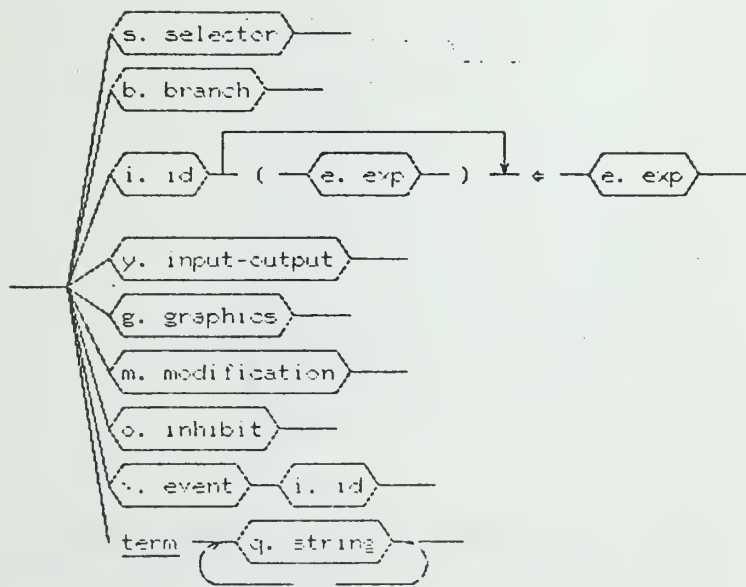 s. selector
b. branch
i. id ( e. exp ) ⇐ e. exp
y. input-output
g. graphics
m. modification
o. inhibit
event i. id
term q. string